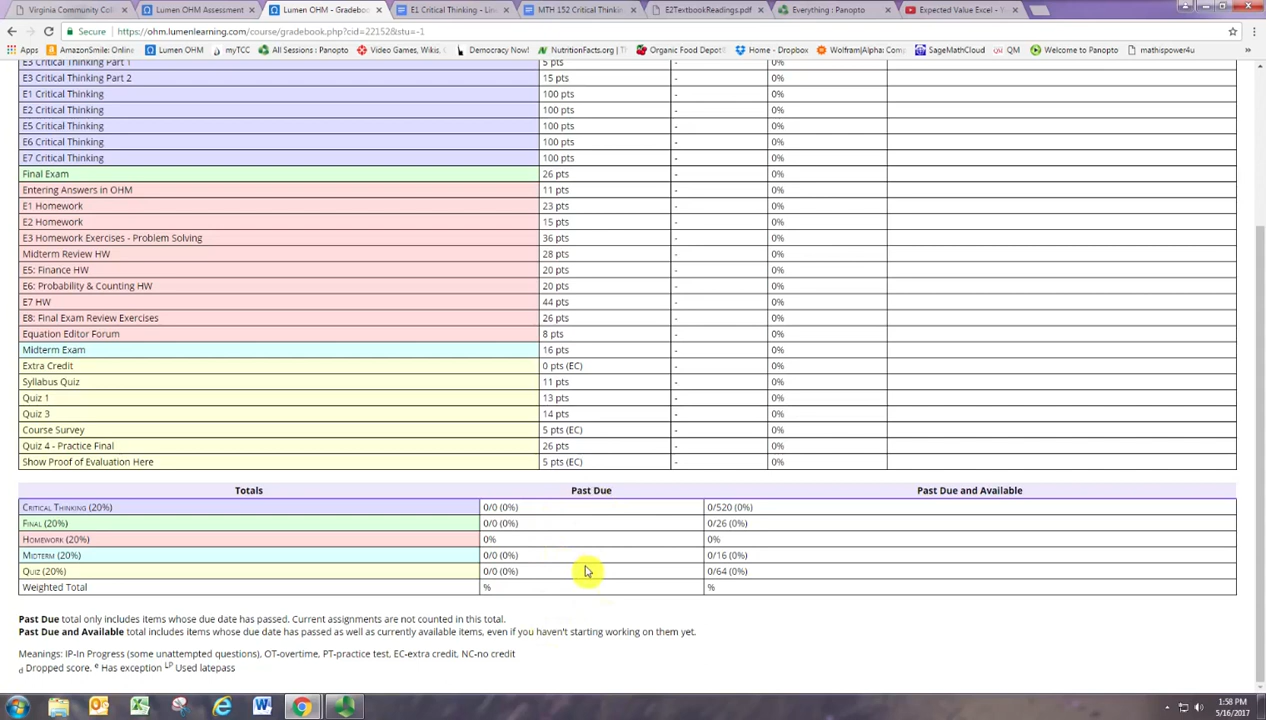 Virginia Community Coll
Lumen OHM Assessment
Lumen OHM - Gradeboo
E1 Critical Thinking - Lin
MTH 152 Critical Thinkin
E2TextbookReadings.pdf
Everything : Panopto
Expected Value Excel - Yo
Secure
https://ohm.lumenlearning.com/course/gradebook.php?cid=22152&stu=-1
Apps
AmazonSmile: Online
Lumen OHM
myTCC
All Sessions : Panopto
Video Games, Wikis, C
Democracy Now!
NutritionFacts.org | Th
Organic Food Depot
Home - Dropbox
Wolfram|Alpha: Comp
SageMathCloud
QM
Welcome to Panopto
mathispower4u
»
E3 Critical Thinking Part 1 5 pts - 0%
E3 Critical Thinking Part 2 15 pts - 0%
E1 Critical Thinking 100 pts - 0%
E2 Critical Thinking 100 pts - 0%
E5 Critical Thinking 100 pts - 0%
E6 Critical Thinking 100 pts - 0%
E7 Critical Thinking 100 pts - 0%
Final Exam 26 pts - 0%
Entering Answers in OHM 11 pts - 0%
E1 Homework 23 pts - 0%
E2 Homework 15 pts - 0%
E3 Homework Exercises - Problem Solving 36 pts - 0%
Midterm Review HW 28 pts - 0%
E5: Finance HW 20 pts - 0%
E6: Probability & Counting HW 20 pts - 0%
E7 HW 44 pts - 0%
E8: Final Exam Review Exercises 26 pts - 0%
Equation Editor Forum 8 pts - 0%
Midterm Exam 16 pts - 0%
Extra Credit 0 pts (EC) - 0%
Syllabus Quiz 11 pts - 0%
Quiz 1 13 pts - 0%
Quiz 3 14 pts - 0%
Course Survey 5 pts (EC) - 0%
Quiz 4 - Practice Final 26 pts - 0%
Show Proof of Evaluation Here 5 pts (EC) - 0%
Totals Past Due Past Due and Available
Critical Thinking (20%) 0/0 (0%) 0/520 (0%)
Final (20%) 0/0 (0%) 0/26 (0%)
Homework (20%) 0% 0%
Midterm (20%) 0/0 (0%) 0/16 (0%)
Quiz (20%) 0/0 (0%) 0/64 (0%)
Weighted Total % %
Past Due total only includes items whose due date has passed. Current assignments are not counted in this total.
Past Due and Available total includes items whose due date has passed as well as currently available items, even if you haven't starting working on them yet.
Meanings: IP-In Progress (some unattempted questions), OT-overtime, PT-practice test, EC-extra credit, NC-no credit
d Dropped score. e Has exception LP Used latepass
1:58 PM
5/16/2017